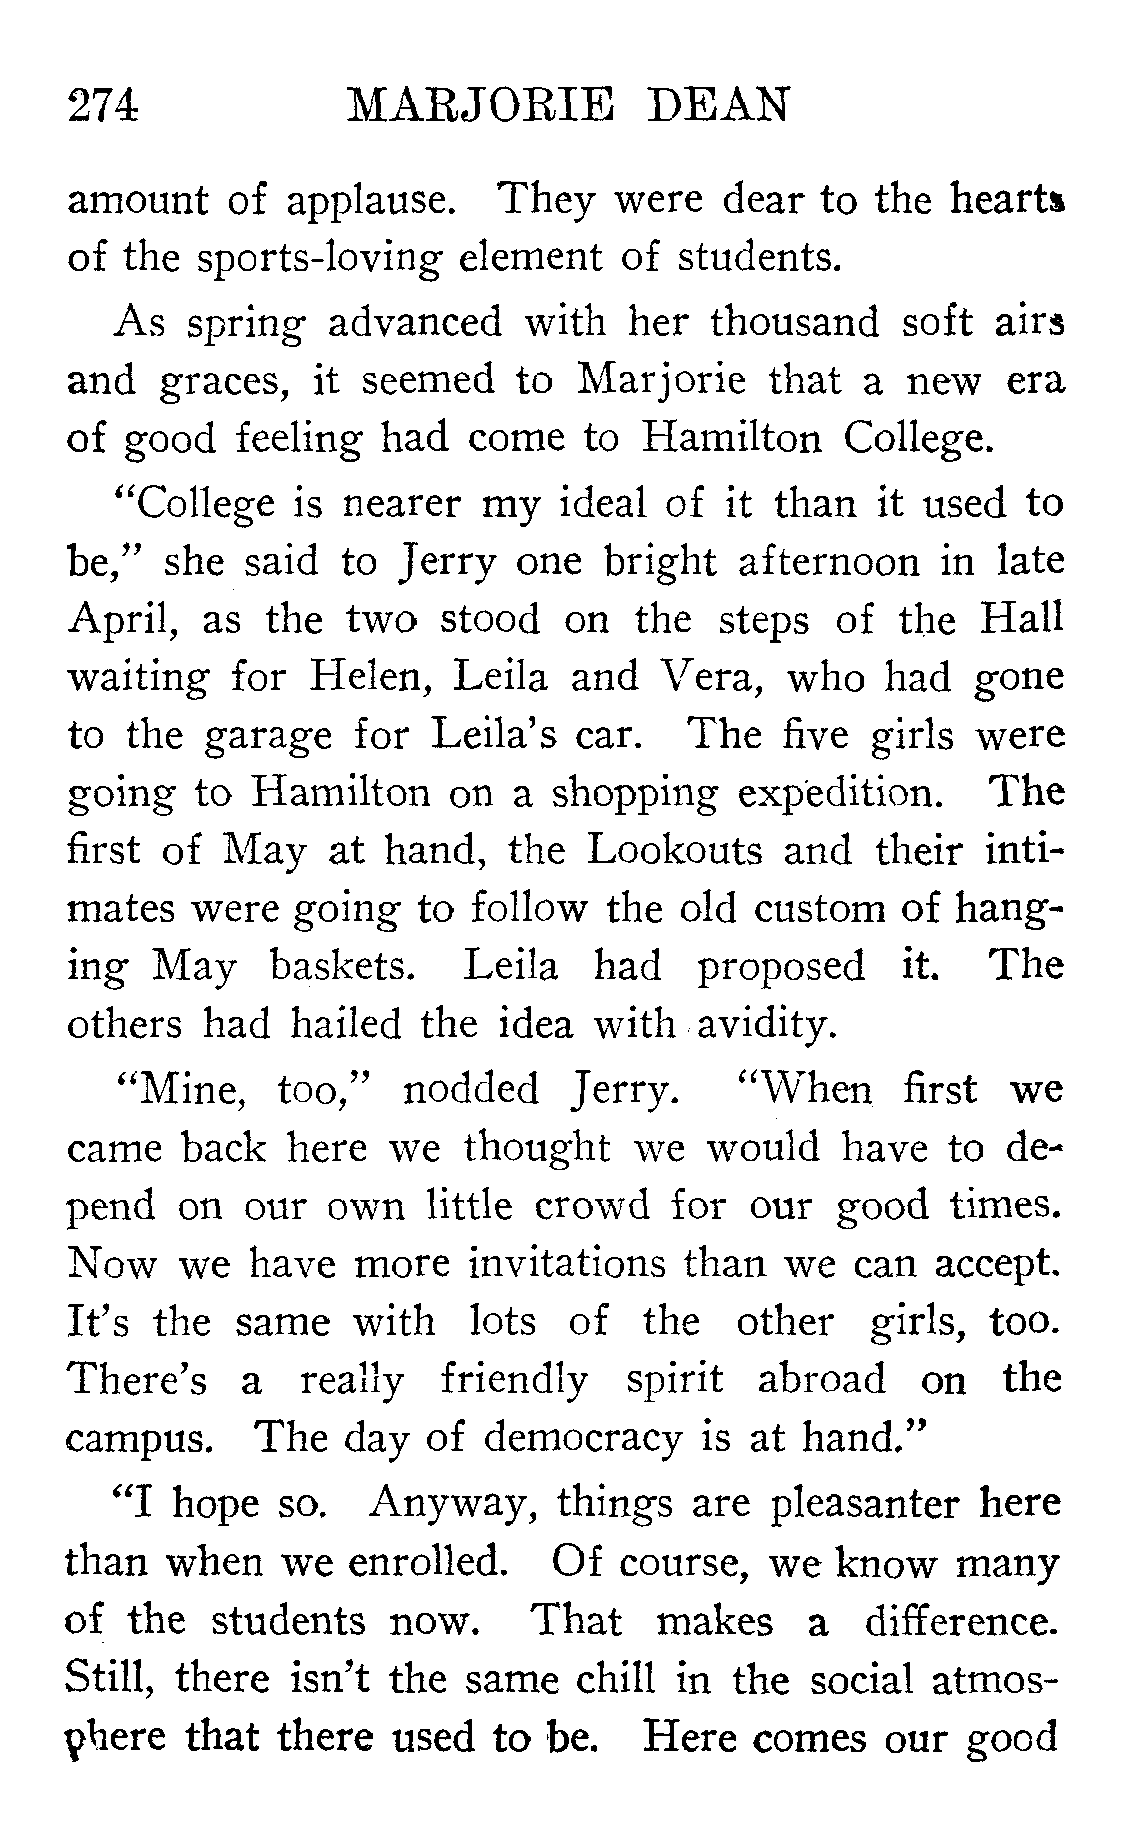 274 MARJORIE DEAN
amount of applause. They were dear to the hearts
of the sports-loving element of students.
As spring advanced with her thousand soft airs
and graces, it seemed to Marjorie that a new era
of good feeling had come to Hamilton College.
“College is nearer my ideal of it than it used to
be,” she said to Jerry one bright afternoon in late
April, as the two stood on the steps of the Hall
waiting for Helen, Leila and Vera, who had gone
to the garage for Leila’s car. The five girls were
going to Hamilton on a shopping expedition. The
first of May at hand, the Lookouts and their inti-
mates were going to follow the old custom of hang-
ing May baskets. Leila had proposed it. The
others had hailed the idea with avidity.
“Mine, too,” nodded Jerry. “When first we
came back here we thought we would have to de-
pend on our own little crowd for our good times.
Now we have more invitations than we can accept.
It’s the same with lots of the other girls, too.
There’s a really friendly spirit abroad on the
campus. The day of democracy is at hand.”
“I hope so. Anyway, things are pleasanter here
than when we enrolled. Of course, we know many
of the students now. That makes a difference.
Still, there isn’t the same chill in the social atmos-
phere that there used to be. Here comes our good